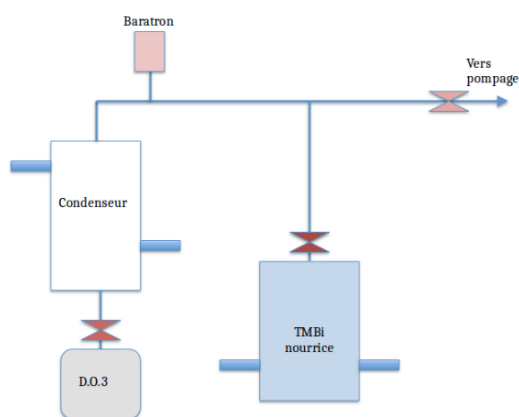 Baratron
Vers
pompage
Condenseur
TMBi
nourrice
D.O.3